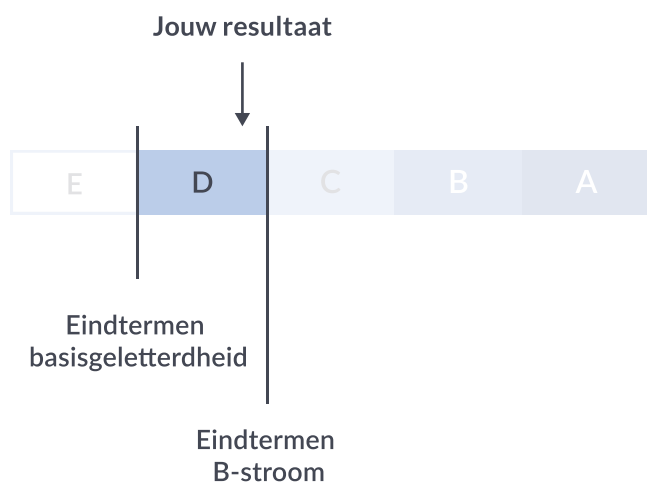 Jouw resultaat
E D C B A
Eindtermen
basisgeletterdheid
Eindtermen
B-stroom